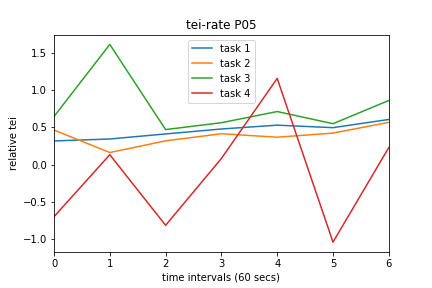 tei-rate P05
relative tei
1.5
1.0
0.5
0.0
−0.5
−1.0
task 1
task 2
task 3
task 4
0 1 2 3 4 5 6
time intervals (60 secs)